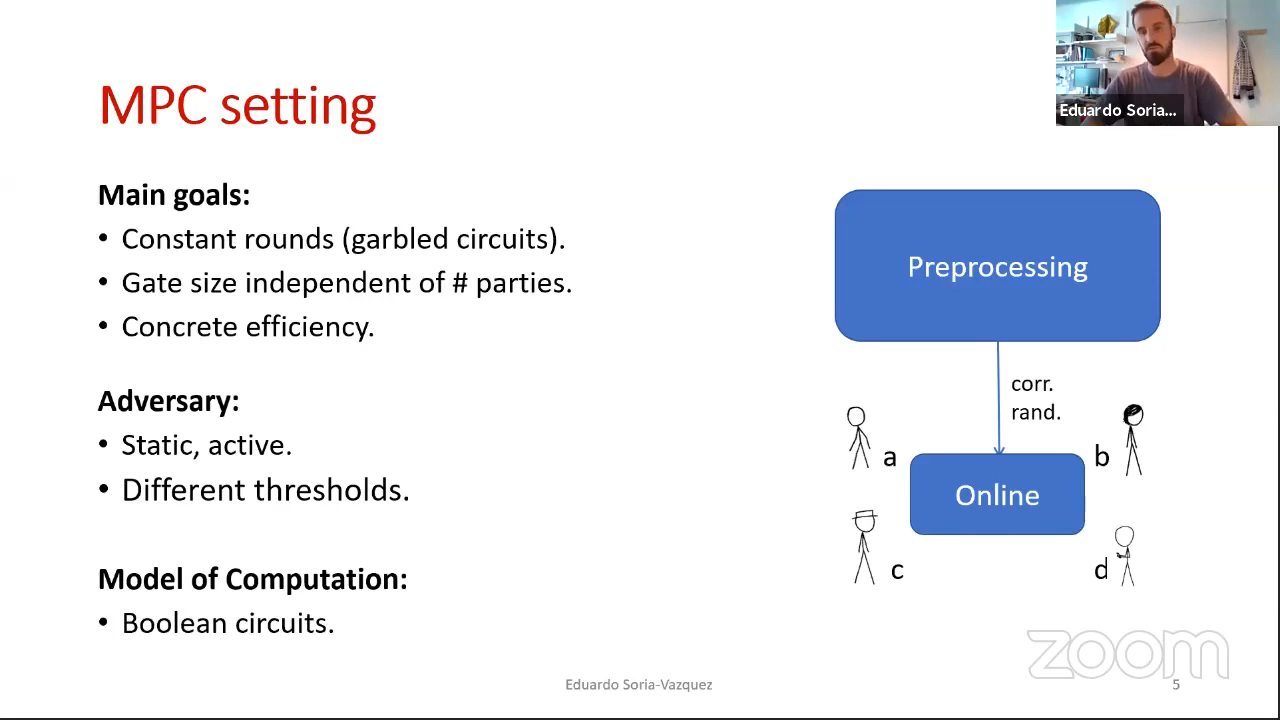 Eduardo Soria...
MPC setting
Main goals:
• Constant rounds (garbled circuits).
• Gate size independent of # parties.
• Concrete efficiency.
Adversary:
• Static, active.
• Different thresholds.
Model of Computation:
• Boolean circuits.
Preprocessing
corr.
rand.
a
b
Online
c
d
zoom
Eduardo Soria-Vazquez
5